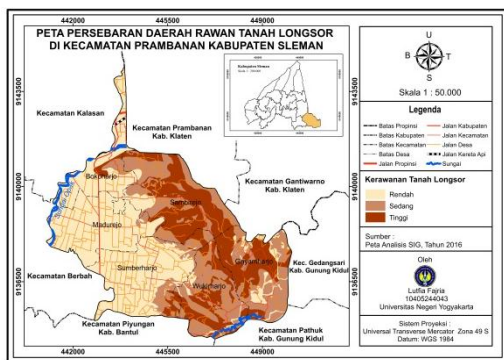 PETA PERSEBARAN DAERAH RAWAN TANAH LONGSOR
DI KECAMATAN PRAMBANAN KABUPATEN SLEMAN
442000
445500
449000
9143500
9140000
9136500
Kabupaten Sleman
Kecamatan Kalasan
Kecamatan Prambanan
Kab. Klaten
Kecamatan Gantiwarno
Kab. Klaten
Bokoharjo
Madurejo
Sambirejo
Sumberharjo
Gayamharjo
Wukirharjo
Kec. Gedangsari
Kab. Gunung Kidul
Kecamatan Berbah
Kecamatan Piyungan
Kab. Bantul
Kecamatan Pathuk
Kab. Gunung Kidul
442000
445500
449000
9143500
9140000
9136500
U
B
T
S
Skala 1 : 50.000
Legenda
Batas Propinsi
Batas Kabupaten
Batas Kecamatan
Batas Desa
Jalan Propinsi
Jalan Kabupaten
Jalan Kecamatan
Jalan Desa
Jalan Kereta Api
Sungai
Kerawanan Tanah Longsor
Rendah
Sedang
Tinggi
Sumber :
Peta Analisis SIG, Tahun 2016
Oleh
Lutfia Fajria
10405244043
Universitas Negeri Yogyakarta
Sistem Proyeksi :
Universal Transverse Mercator Zona 49 S
Datum: WGS 1984